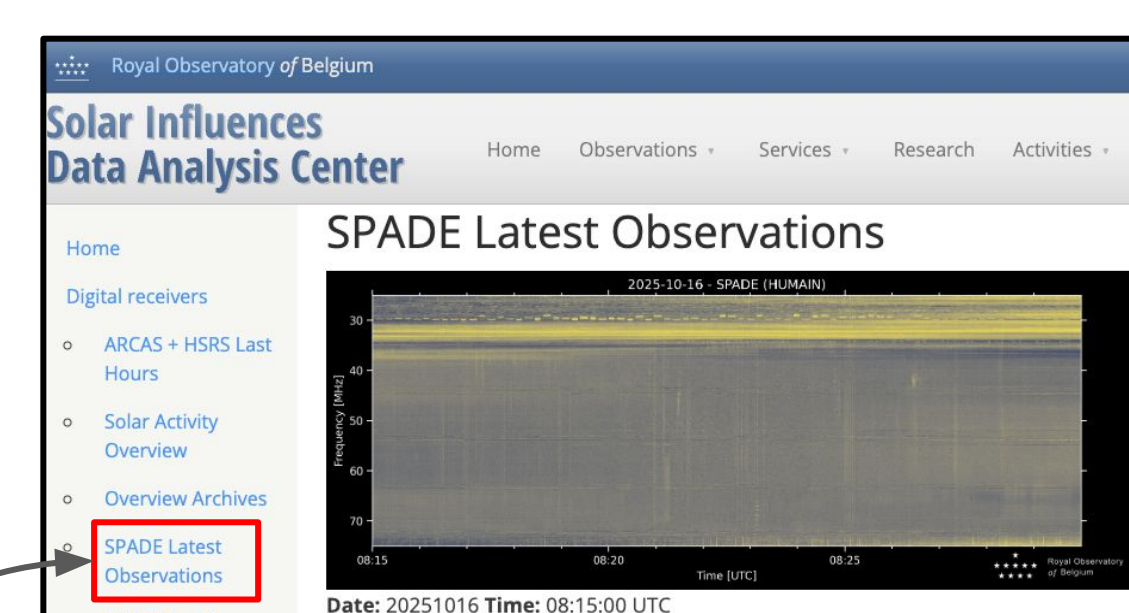 Royal Observatory of Belgium
Solar Influences
Data Analysis Center
Home
Observations
Services
Research
Activities
Home
Digital receivers
ARCAS + HSRS Last
Hours
Solar Activity
Overview
Overview Archives
SPADE Latest
Observations
SPADE Latest Observations
2025-10-16 - SPADE (HUMAIN)
Frequency [MHz]
30
40
50
60
70
08:15
08:20
08:25
Time [UTC]
Royal Observatory
of Belgium
Date: 20251016 Time: 08:15:00 UTC